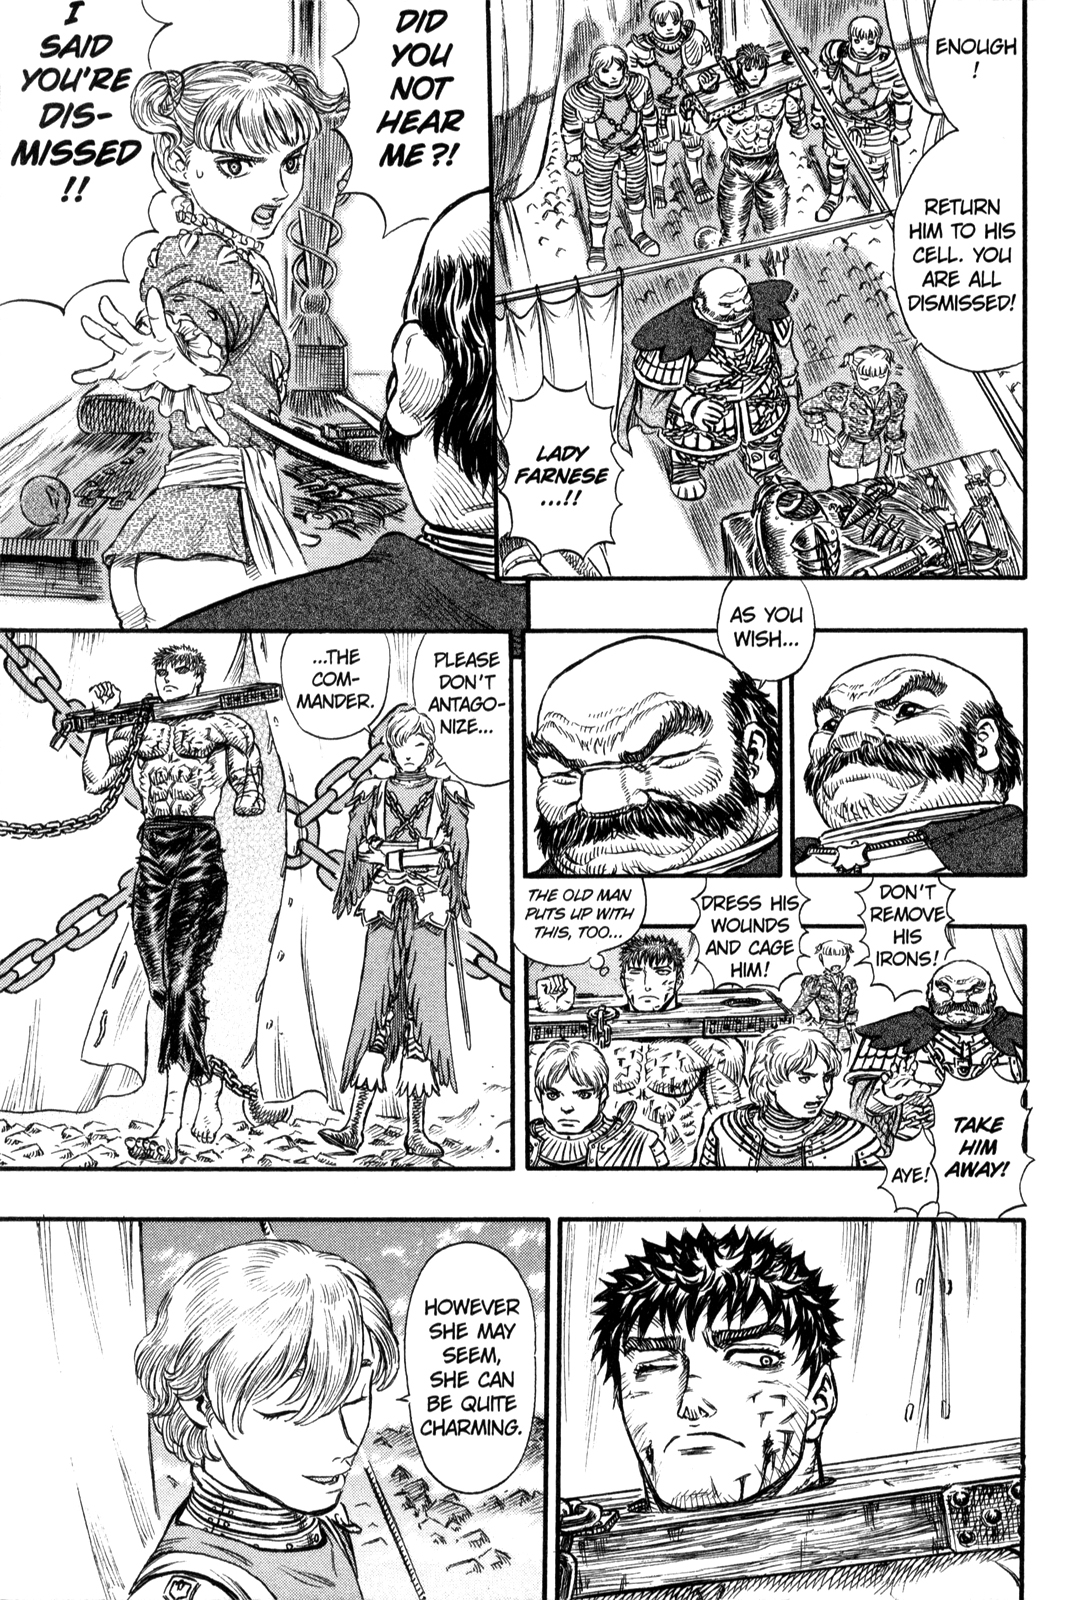 ENOUGH
!
RETURN
HIM TO HIS
CELL. YOU
ARE ALL
DISMISSED!
LADY
FARNESE
...!!
DID
YOU
NOT
HEAR
ME?!
I
SAID
YOU'RE
DIS-
MISSED
!!
AS YOU
WISH...
DON'T
REMOVE
HIS
IRONS!
DRESS HIS
WOUNDS
AND CAGE
HIM!
TAKE
HIM
AWAY!
AYE!
THE OLD MAN
PUTS UP WITH
THIS, TOO...
PLEASE
DON'T
ANTAGO-
NIZE...
...THE
COM-
MANDER.
HOWEVER
SHE MAY
SEEM,
SHE CAN
BE QUITE
CHARMING.